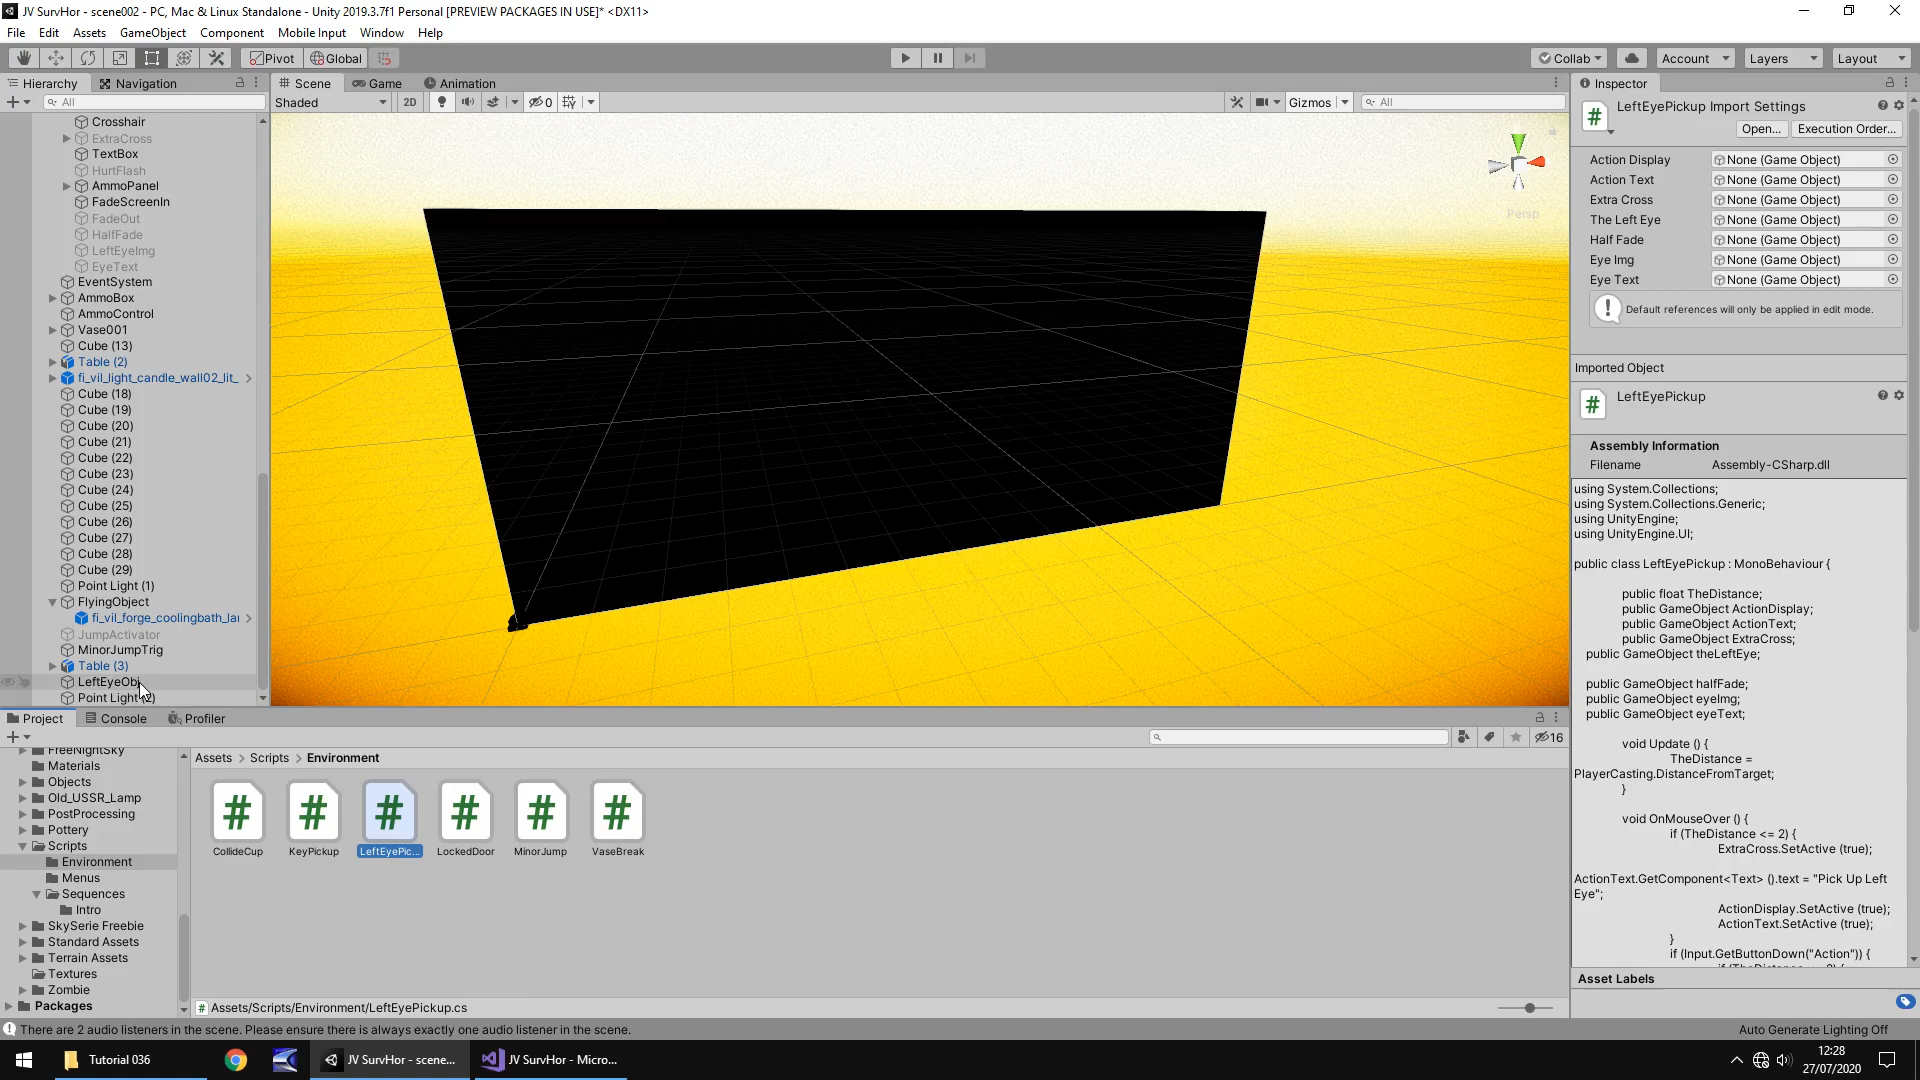 JV SurvHor - scene002 - PC, Mac & Linux Standalone - Unity 2019.3.7f1 Personal [PREVIEW PACKAGES IN USE]* <DX11>
File Edit Assets GameObject Component Mobile Input Window Help
Pivot Global Collab Account Layers Layout
Hierarchy Navigation Scene Game Animation Inspector
All Shaded 2D 0 Gizmos All
Crosshair
ExtraCross
TextBox
HurtFlash
AmmoPanel
FadeScreenIn
FadeOut
HalfFade
LeftEyeImg
EyeText
EventSystem
AmmoBox
AmmoControl
Vase001
Cube (13)
Table (2)
fi_vil_light_candle_wall02_lit_
Cube (18)
Cube (19)
Cube (20)
Cube (21)
Cube (22)
Cube (23)
Cube (24)
Cube (25)
Cube (26)
Cube (27)
Cube (28)
Cube (29)
Point Light (1)
FlyingObject
fi_vil_forge_coolingbath_lar
JumpActivator
MinorJumpTrig
Table (3)
LeftEyeObj
Point Light (2)
Persp
LeftEyePickup Import Settings
Open... Execution Order...
Action Display None (Game Object)
Action Text None (Game Object)
Extra Cross None (Game Object)
The Left Eye None (Game Object)
Half Fade None (Game Object)
Eye Img None (Game Object)
Eye Text None (Game Object)
Default references will only be applied in edit mode.
Imported Object
LeftEyePickup
Assembly Information
Filename Assembly-CSharp.dll
using System.Collections;
using System.Collections.Generic;
using UnityEngine;
using UnityEngine.UI;
public class LeftEyePickup : MonoBehaviour {
public float TheDistance;
public GameObject ActionDisplay;
public GameObject ActionText;
public GameObject ExtraCross;
public GameObject theLeftEye;
public GameObject halfFade;
public GameObject eyeImg;
public GameObject eyeText;
void Update () {
TheDistance =
PlayerCasting.DistanceFromTarget;
}
void OnMouseOver () {
if (TheDistance <= 2) {
ExtraCross.SetActive (true);
ActionText.GetComponent<Text> ().text = "Pick Up Left
Eye";
ActionDisplay.SetActive (true);
ActionText.SetActive (true);
}
if (Input.GetButtonDown("Action")) {
Asset Labels
Project Console Profiler
16
FreeNightSky
Materials
Objects
Old_USSR_Lamp
PostProcessing
Pottery
Scripts
Environment
Menus
Sequences
Intro
SkySerie Freebie
Standard Assets
Terrain Assets
Textures
Zombie
Packages
Assets > Scripts > Environment
CollideCup KeyPickup LeftEyePic... LockedDoor MinorJump VaseBreak
Assets/Scripts/Environment/LeftEyePickup.cs
There are 2 audio listeners in the scene. Please ensure there is always exactly one audio listener in the scene.
Auto Generate Lighting Off
Tutorial 036 JV SurvHor - scene... JV SurvHor - Micro...
12:28
27/07/2020